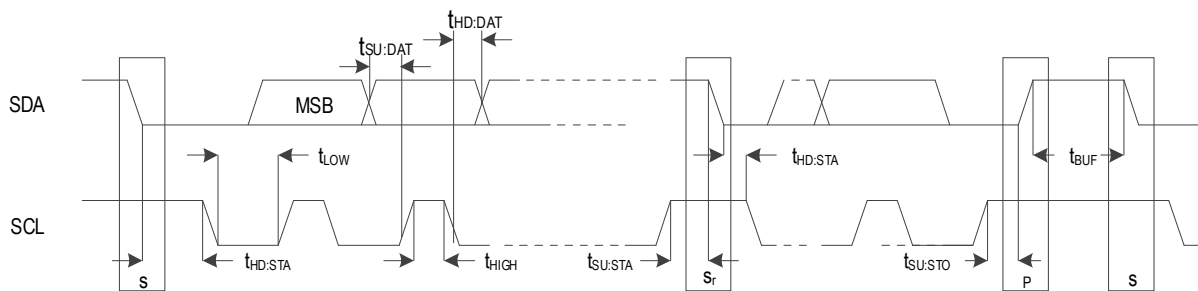 tHD:DAT
tSU:DAT
SDA
MSB
tLOW
tHD:STA
tBUF
SCL
tHD:STA
tHIGH
tSU:STA
tSU:STO
S
Sr
P
S